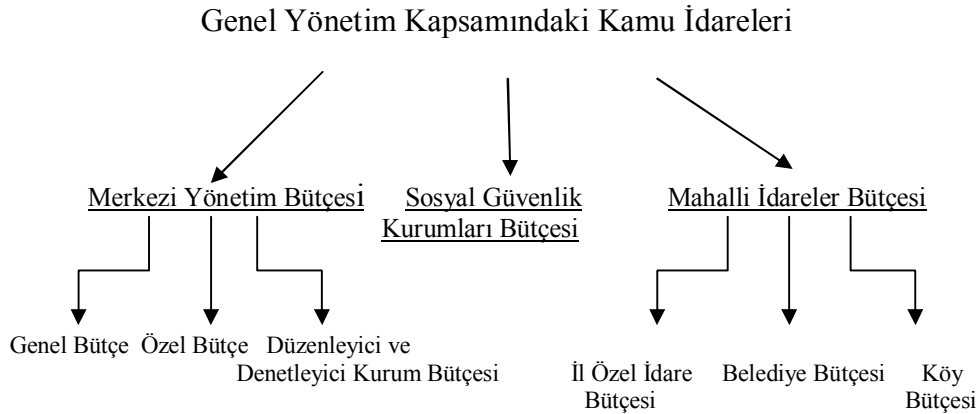 Genel Yönetim Kapsamındaki Kamu İdareleri
Merkezi Yönetim Bütçesi
Sosyal Güvenlik
Kurumları Bütçesi
Mahalli İdareler Bütçesi
Genel Bütçe
Özel Bütçe
Düzenleyici ve
Denetleyici Kurum Bütçesi
İl Özel İdare
Bütçesi
Belediye Bütçesi
Köy
Bütçesi